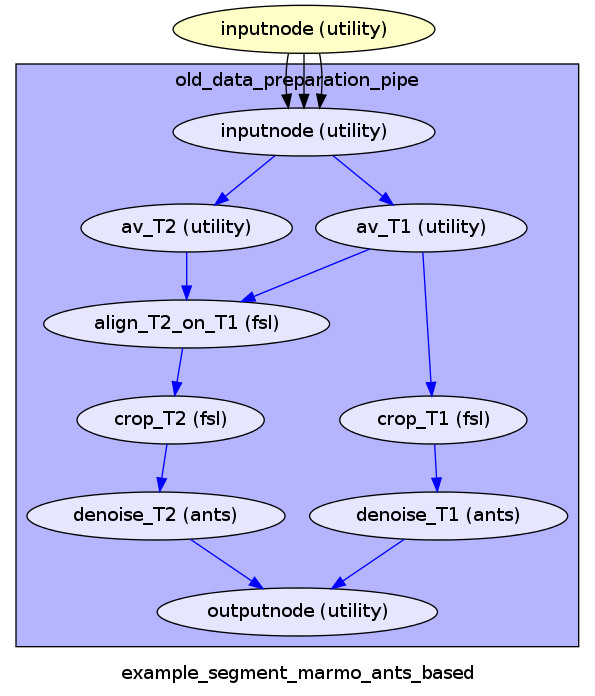 inputnode (utility)
old_data_preparation_pipe
inputnode (utility)
av_T2 (utility)
av_T1 (utility)
align_T2_on_T1 (fsl)
crop_T2 (fsl)
crop_T1 (fsl)
denoise_T2 (ants)
denoise_T1 (ants)
outputnode (utility)
example_segment_marmo_ants_based